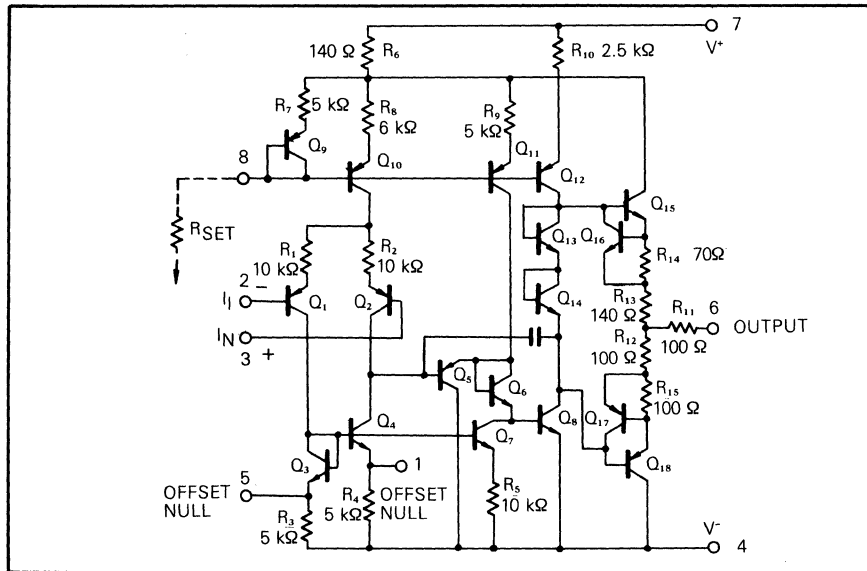 7
V+
140 Ω R6
R10 2.5 kΩ
R7 5 kΩ
R8 6 kΩ
R9 5 kΩ
Q9
Q10
Q11
Q12
8
RSET
Q15
Q13
Q16
R14 70Ω
R1 10 kΩ
R2 10 kΩ
2 −
II
Q1
Q2
Q14
R13 140 Ω
R11 100 Ω
6
OUTPUT
IN
3 +
R12 100 Ω
Q5
Q6
R15 100 Ω
Q4
Q7
Q8
Q17
Q3
Q18
5
OFFSET NULL
1
OFFSET NULL
R3 5 kΩ
R4 5 kΩ
R5 10 kΩ
V−
4